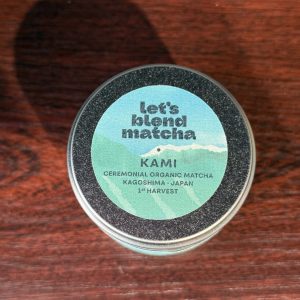 let's
blend
matcha
KAMI
CEREMONIAL ORGANIC MATCHA
KAGOSHIMA - JAPAN
1ST HARVEST